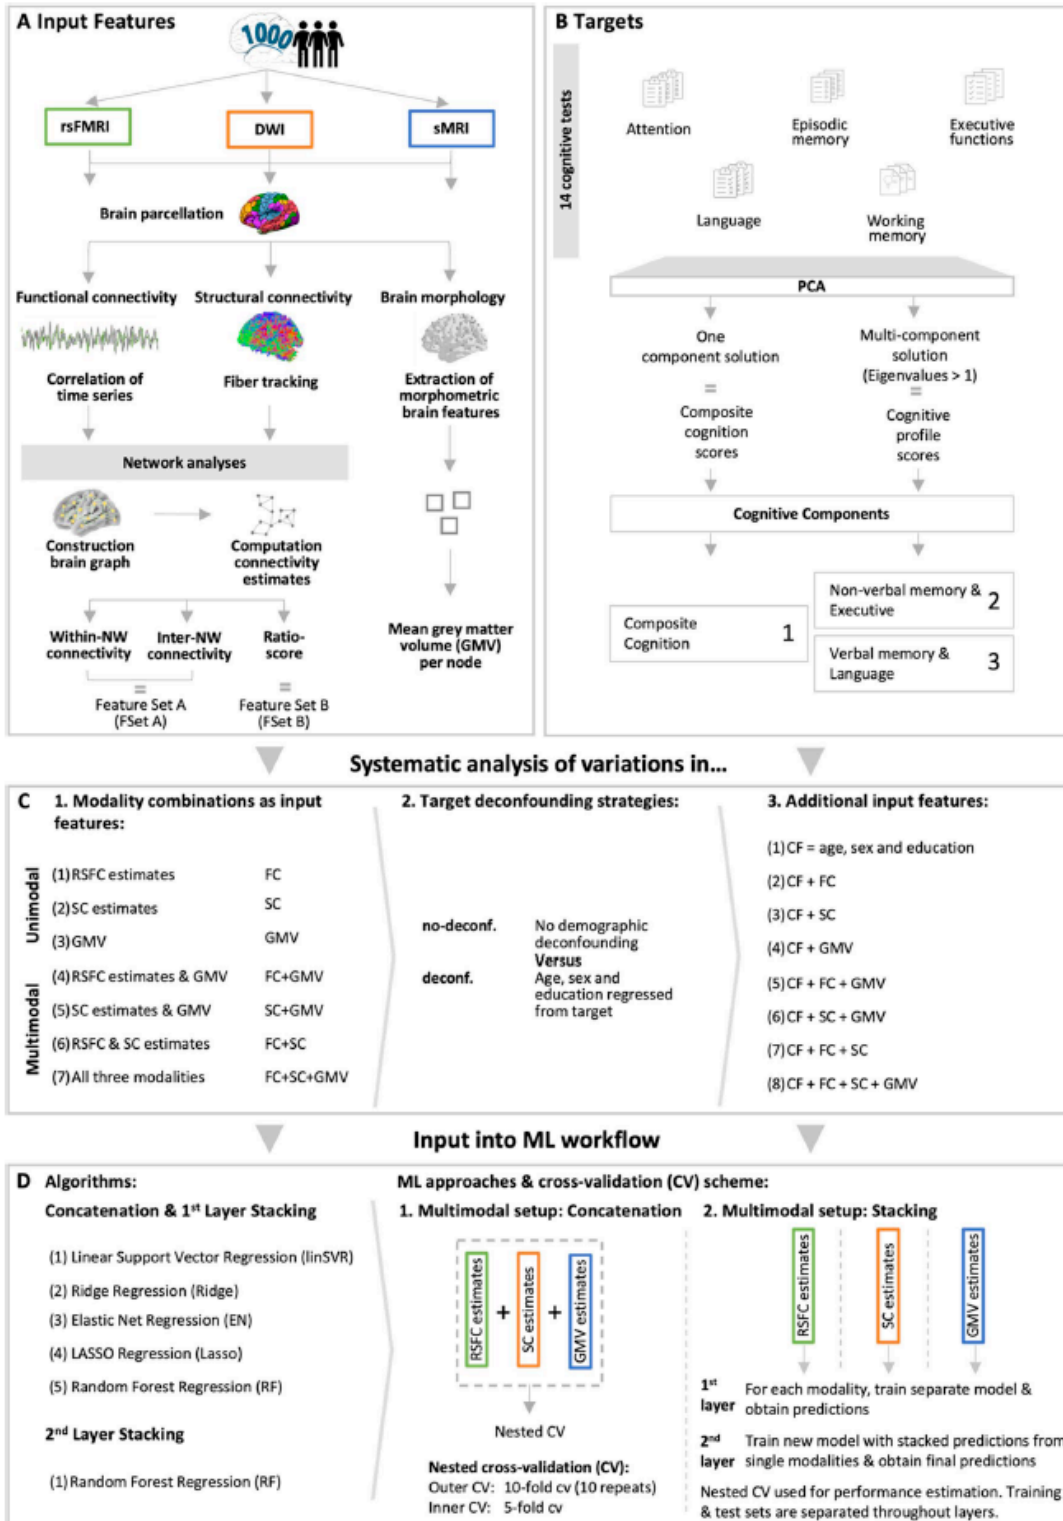 A Input Features
1000
rsFMRI
DWI
sMRI
Brain parcellation
Functional connectivity
Structural connectivity
Brain morphology
Correlation of
time series
Fiber tracking
Extraction of
morphometric
brain features
Network analyses
Construction
brain graph
Computation
connectivity
estimates
Within-NW
connectivity
Inter-NW
connectivity
Ratio-
score
Mean grey matter
volume (GMV)
per node
=
=
Feature Set A
(FSet A)
Feature Set B
(FSet B)
B Targets
14 cognitive tests
Attention
Episodic
memory
Executive
functions
Language
Working
memory
PCA
One
component solution
=
Composite
cognition
scores
Multi-component
solution
(Eigenvalues > 1)
=
Cognitive
profile
scores
Cognitive Components
Composite
Cognition
1
Non-verbal memory &
Executive
2
Verbal memory &
Language
3
Systematic analysis of variations in...
C
1. Modality combinations as input
features:
Unimodal
(1) RSFC estimates FC
(2) SC estimates SC
(3) GMV GMV
Multimodal
(4) RSFC estimates & GMV FC+GMV
(5) SC estimates & GMV SC+GMV
(6) RSFC & SC estimates FC+SC
(7) All three modalities FC+SC+GMV
2. Target deconfounding strategies:
no-deconf. No demographic
deconfounding
Versus
deconf. Age, sex and
education regressed
from target
3. Additional input features:
(1) CF = age, sex and education
(2) CF + FC
(3) CF + SC
(4) CF + GMV
(5) CF + FC + GMV
(6) CF + SC + GMV
(7) CF + FC + SC
(8) CF + FC + SC + GMV
Input into ML workflow
D Algorithms:
Concatenation & 1st Layer Stacking
(1) Linear Support Vector Regression (linSVR)
(2) Ridge Regression (Ridge)
(3) Elastic Net Regression (EN)
(4) LASSO Regression (Lasso)
(5) Random Forest Regression (RF)
2nd Layer Stacking
(1) Random Forest Regression (RF)
ML approaches & cross-validation (CV) scheme:
1. Multimodal setup: Concatenation
RSFC estimates
+
SC estimates
+
GMV estimates
Nested CV
Nested cross-validation (CV):
Outer CV: 10-fold cv (10 repeats)
Inner CV: 5-fold cv
2. Multimodal setup: Stacking
RSFC estimates
SC estimates
GMV estimates
1st layer For each modality, train separate model &
obtain predictions
2nd layer Train new model with stacked predictions from
single modalities & obtain final predictions
Nested CV used for performance estimation. Training
& test sets are separated throughout layers.